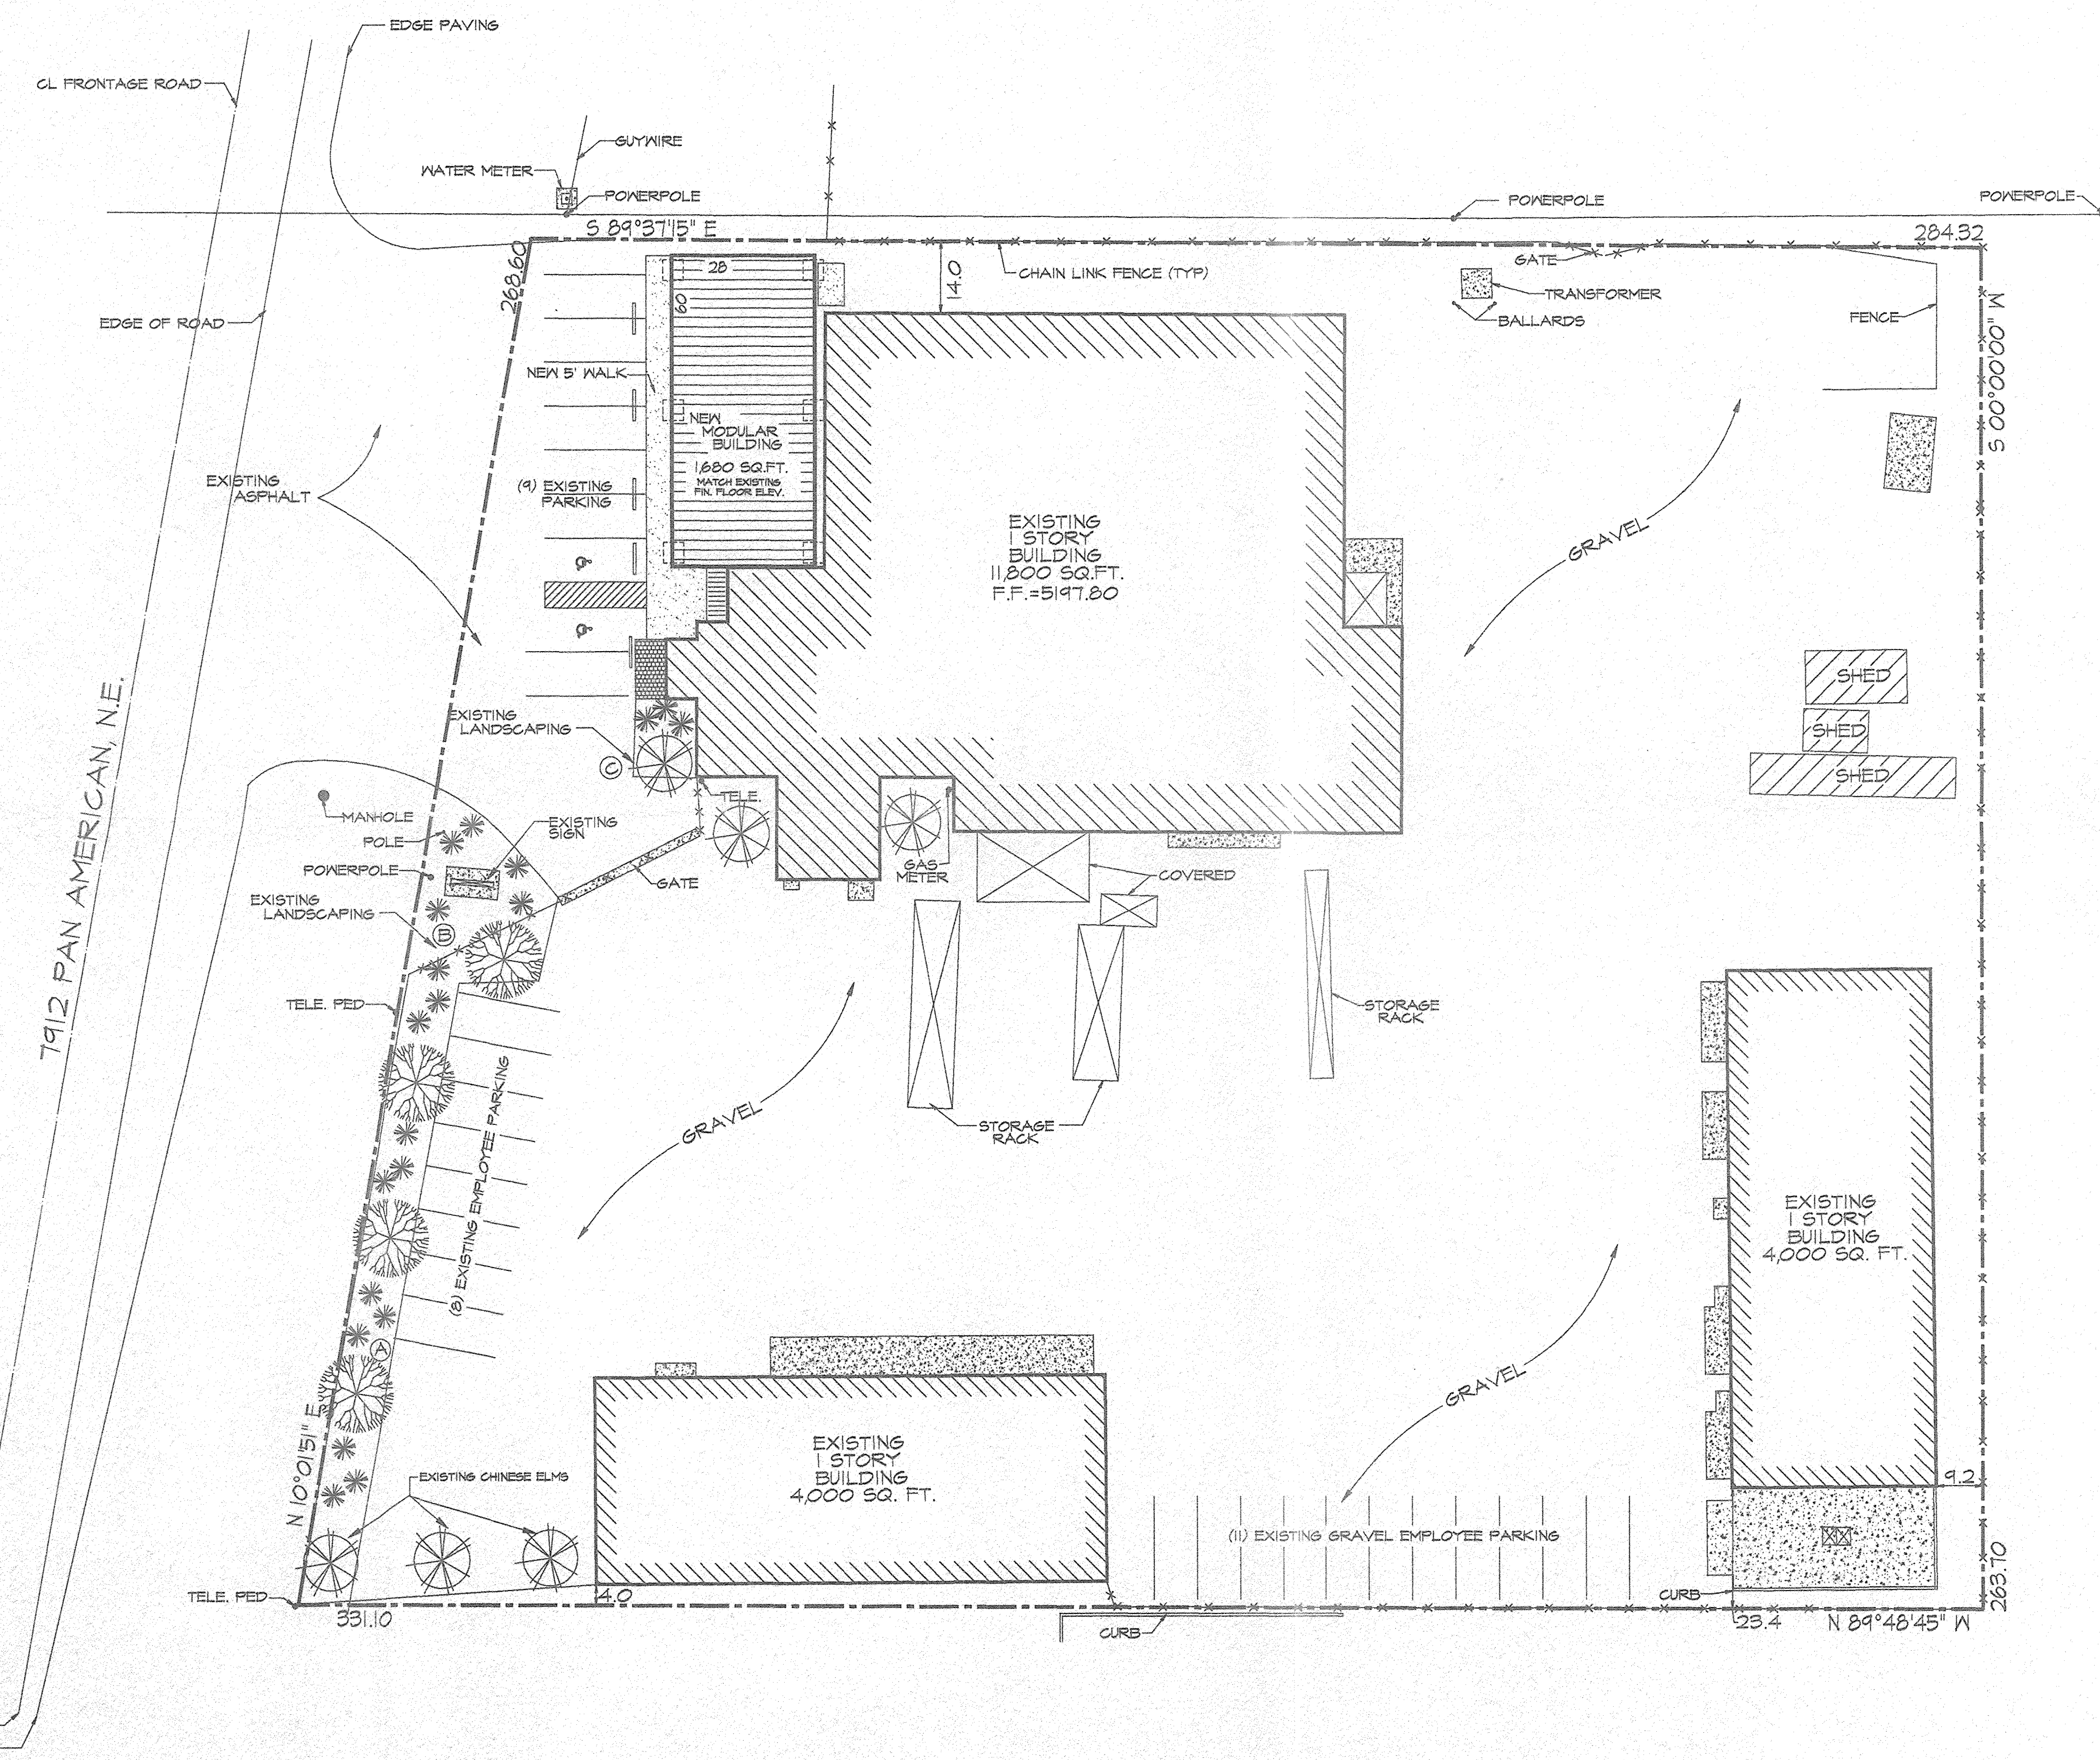 EDGE PAVING
CL FRONTAGE ROAD
GUYWIRE
WATER METER
POWERPOLE
POWERPOLE
POWERPOLE
S 89°37'15" E
284.32
268.60
28
60
14.0
CHAIN LINK FENCE (TYP)
GATE
TRANSFORMER
BALLARDS
FENCE
S 00°00'00" W
EDGE OF ROAD
NEW 5' WALK
NEW
MODULAR
BUILDING
1,680 SQ.FT.
MATCH EXISTING
FIN. FLOOR ELEV.
EXISTING
ASPHALT
(9) EXISTING
PARKING
EXISTING
1 STORY
BUILDING
11,800 SQ.FT.
F.F.=5197.80
GRAVEL
SHED
SHED
SHED
EXISTING
LANDSCAPING
C
TELE.
7912 PAN AMERICAN, N.E.
MANHOLE
POLE
EXISTING
SIGN
POWERPOLE
GATE
GAS
METER
COVERED
EXISTING
LANDSCAPING
B
TELE. PED
STORAGE
RACK
GRAVEL
STORAGE
RACK
(8) EXISTING EMPLOYEE PARKING
EXISTING
1 STORY
BUILDING
4,000 SQ. FT.
A
GRAVEL
N 10°01'51" E
EXISTING CHINESE ELMS
EXISTING
1 STORY
BUILDING
4,000 SQ. FT.
9.2
(11) EXISTING GRAVEL EMPLOYEE PARKING
TELE. PED
331.10
4.0
CURB
CURB
23.4
N 89°48'45" W
263.70